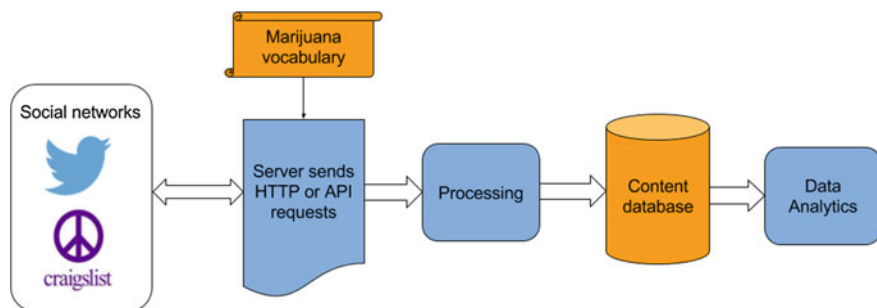 Marijuana
vocabulary
Social networks
craigslist
Server sends
HTTP or API
requests
Processing
Content
database
Data
Analytics